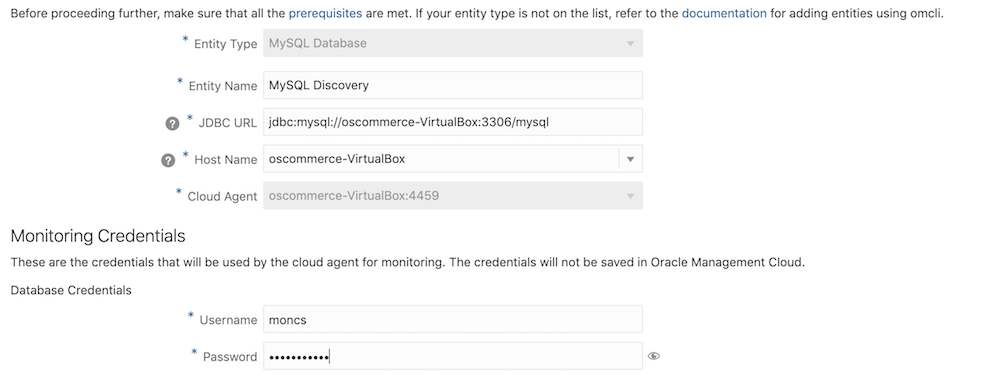 Before proceeding further, make sure that all the prerequisites are met. If your entity type is not on the list, refer to the documentation for adding entities using omcli.
* Entity Type MySQL Database
* Entity Name MySQL Discovery
? * JDBC URL jdbc:mysql://oscommerce-VirtualBox:3306/mysql
? * Host Name oscommerce-VirtualBox
* Cloud Agent oscommerce-VirtualBox:4459
Monitoring Credentials
These are the credentials that will be used by the cloud agent for monitoring. The credentials will not be saved in Oracle Management Cloud.
Database Credentials
* Username moncs
* Password •••••••••••